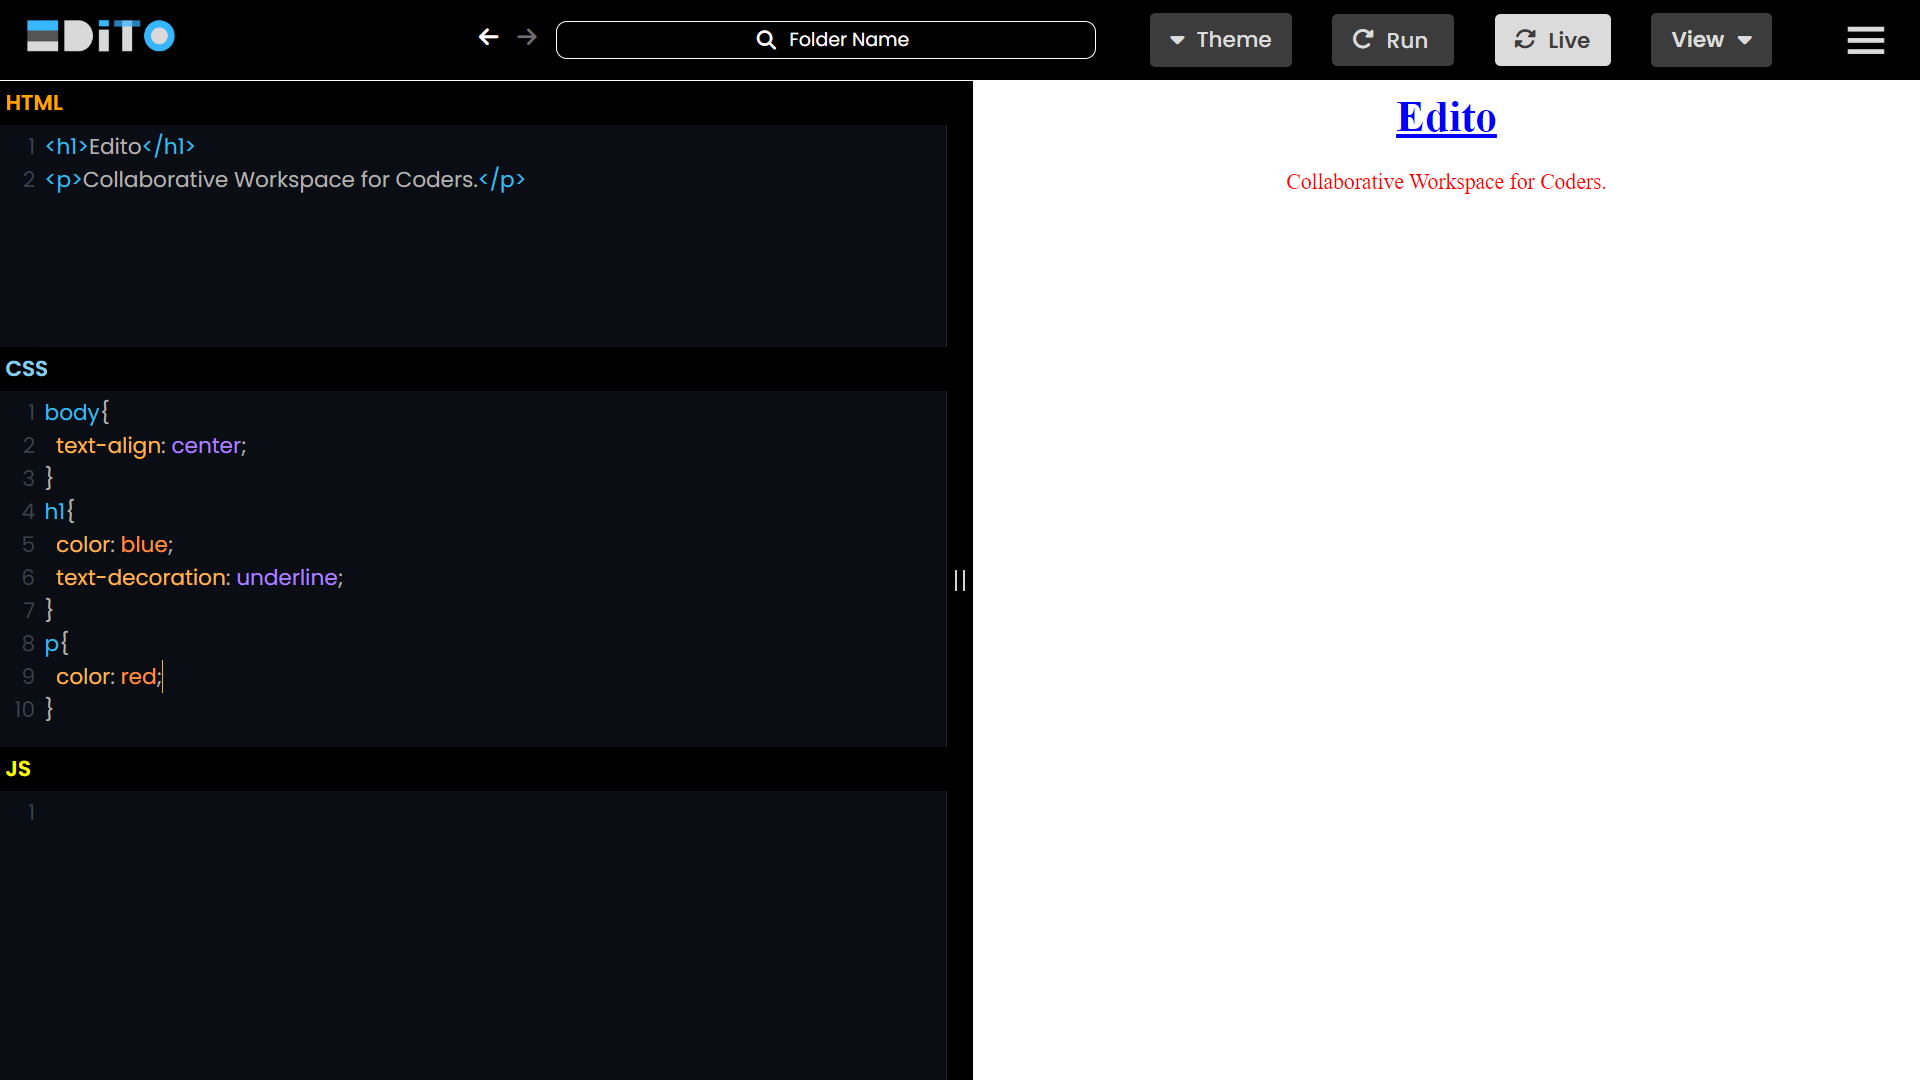 EDiTO
Folder Name
Theme
Run
Live
View
HTML
1 <h1>Edito</h1>
2 <p>Collaborative Workspace for Coders.</p>
CSS
1 body{
2 text-align: center;
3 }
4 h1{
5 color: blue;
6 text-decoration: underline;
7 }
8 p{
9 color: red;
10 }
JS
1
Edito
Collaborative Workspace for Coders.